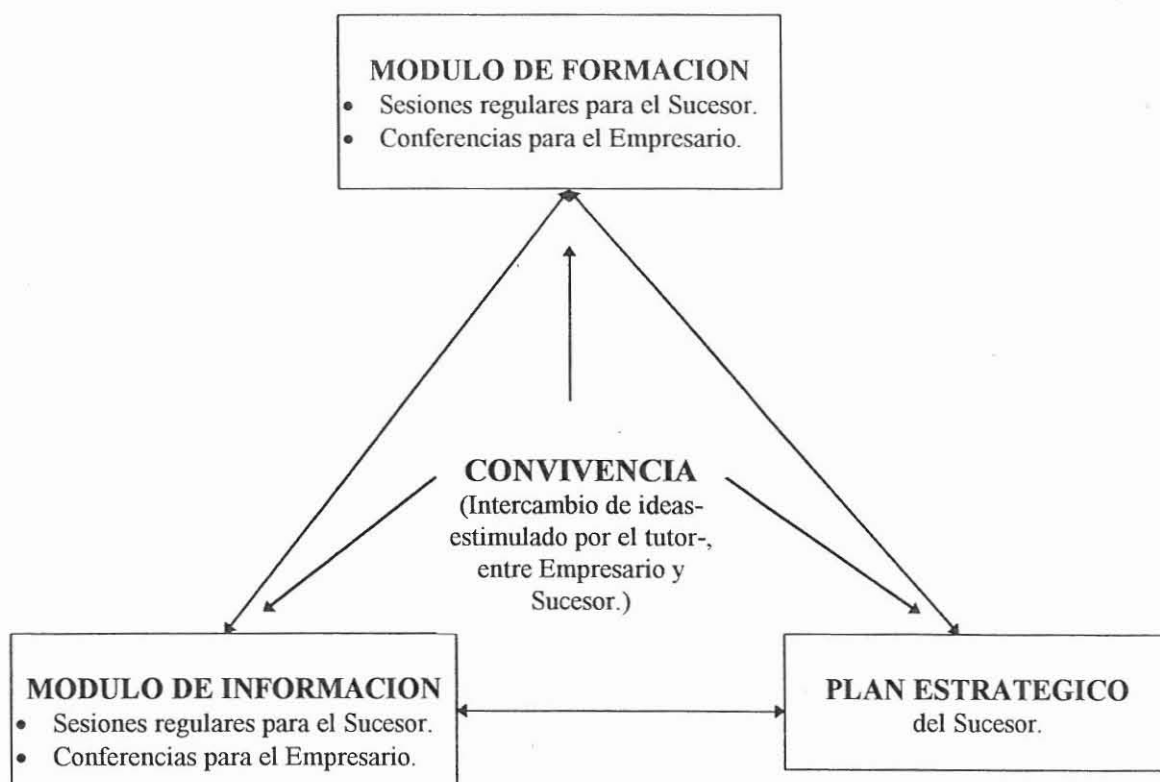 MODULO DE FORMACION
• Sesiones regulares para el Sucesor.
• Conferencias para el Empresario.
CONVIVENCIA
(Intercambio de ideas-
estimulado por el tutor-,
entre Empresario y
Sucesor.)
MODULO DE INFORMACION
• Sesiones regulares para el Sucesor.
• Conferencias para el Empresario.
PLAN ESTRATEGICO
del Sucesor.